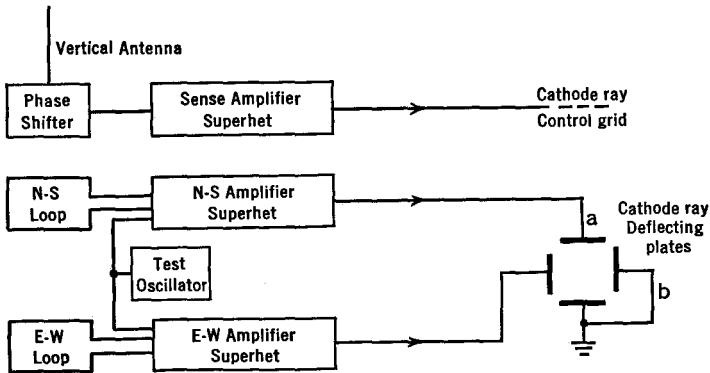 Vertical Antenna
Phase
Shifter
Sense Amplifier
Superhet
Cathode ray
Control grid
N-S
Loop
N-S Amplifier
Superhet
a
Cathode ray
Deflecting
plates
b
Test
Oscillator
E-W
Loop
E-W Amplifier
Superhet